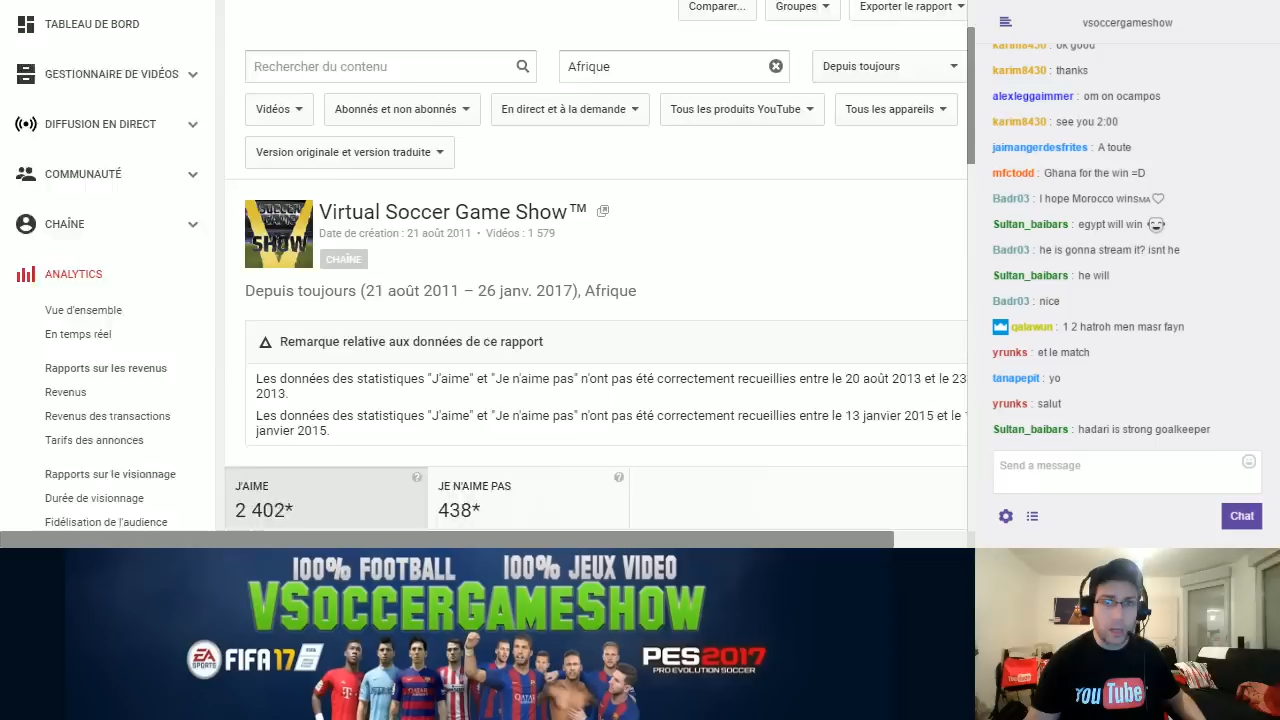 TABLEAU DE BORD
GESTIONNAIRE DE VIDÉOS
DIFFUSION EN DIRECT
COMMUNAUTÉ
CHAÎNE
ANALYTICS
Vue d'ensemble
En temps réel
Rapports sur les revenus
Revenus
Revenus des transactions
Tarifs des annonces
Rapports sur le visionnage
Durée de visionnage
Fidélisation de l'audience
Comparer... Groupes Exporter le rapport
Rechercher du contenu Afrique Depuis toujours
Vidéos Abonnés et non abonnés En direct et à la demande Tous les produits YouTube Tous les appareils
Version originale et version traduite
Virtual Soccer Game Show™
Date de création : 21 août 2011 • Vidéos : 1 579
CHAÎNE
Depuis toujours (21 août 2011 – 26 janv. 2017), Afrique
Remarque relative aux données de ce rapport
Les données des statistiques "J'aime" et "Je n'aime pas" n'ont pas été correctement recueillies entre le 20 août 2013 et le 23
2013.
Les données des statistiques "J'aime" et "Je n'aime pas" n'ont pas été correctement recueillies entre le 13 janvier 2015 et le
janvier 2015.
J'AIME
2 402*
JE N'AIME PAS
438*
vsoccergameshow
karim8430 : ok good
karim8430 : thanks
alexleggaimmer : om on ocampos
karim8430 : see you 2:00
jaimangerdesfrites : A toute
mfctodd : Ghana for the win =D
Badr03 : I hope Morocco wins🇲🇦♡
Sultan_baibars : egypt will win
Badr03 : he is gonna stream it? isnt he
Sultan_baibars : he will
Badr03 : nice
qalawun : 1 2 hatroh men masr fayn
yrunks : et le match
tanapepit : yo
yrunks : salut
Sultan_baibars : hadari is strong goalkeeper
Send a message
Chat
100% FOOTBALL 100% JEUX VIDEO
VSOCCERGAMESHOW
EA SPORTS FIFA 17
PES2017
PRO EVOLUTION SOCCER
SOCCER
SHOW
YouTube